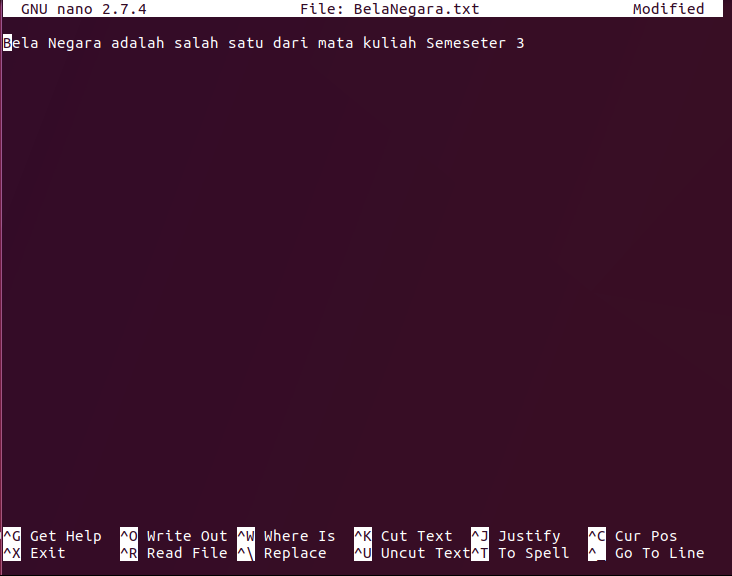 GNU nano 2.7.4 File: BelaNegara.txt Modified
Bela Negara adalah salah satu dari mata kuliah Semeseter 3
^G Get Help ^O Write Out ^W Where Is ^K Cut Text ^J Justify ^C Cur Pos
^X Exit ^R Read File ^\ Replace ^U Uncut Text ^T To Spell ^_ Go To Line